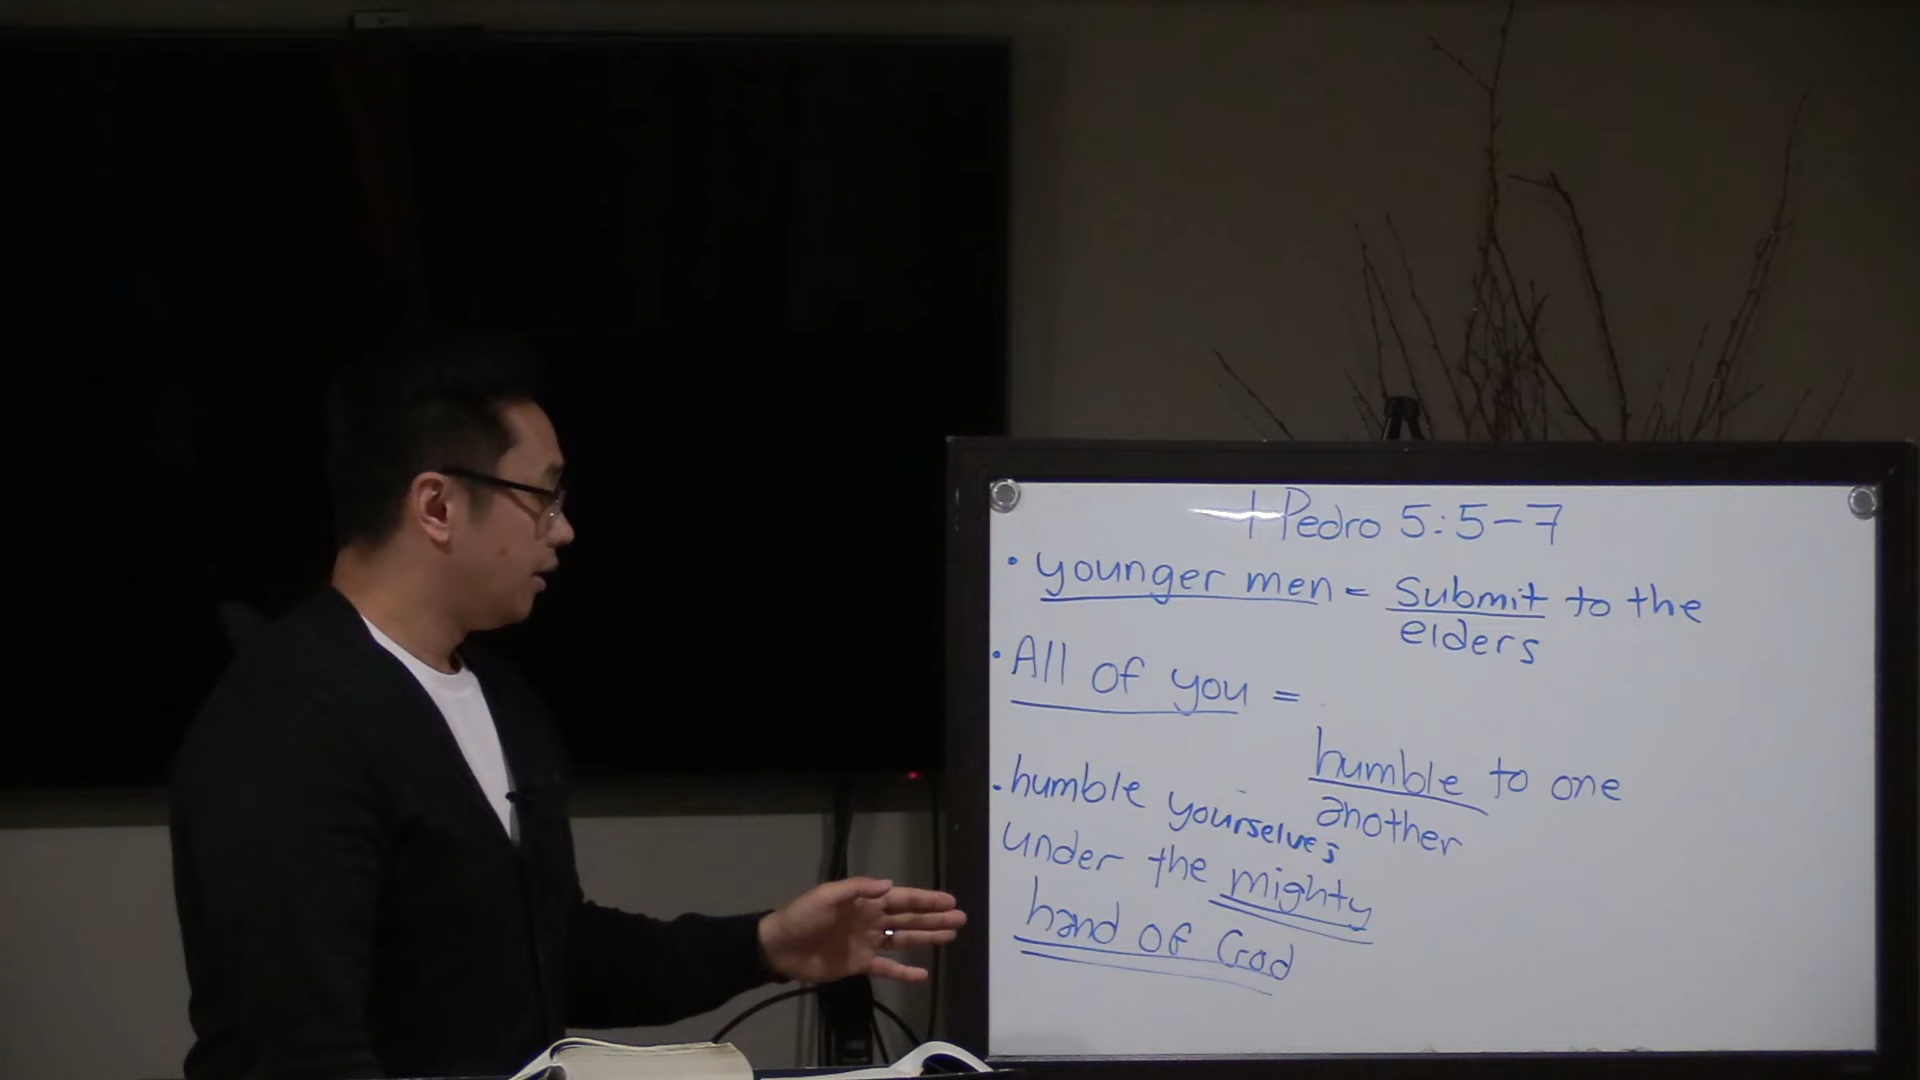 1 Pedro 5:5-7
• younger men = Submit to the
elders
• All of you =
humble to one
another
• humble yourselves
under the mighty
hand of God